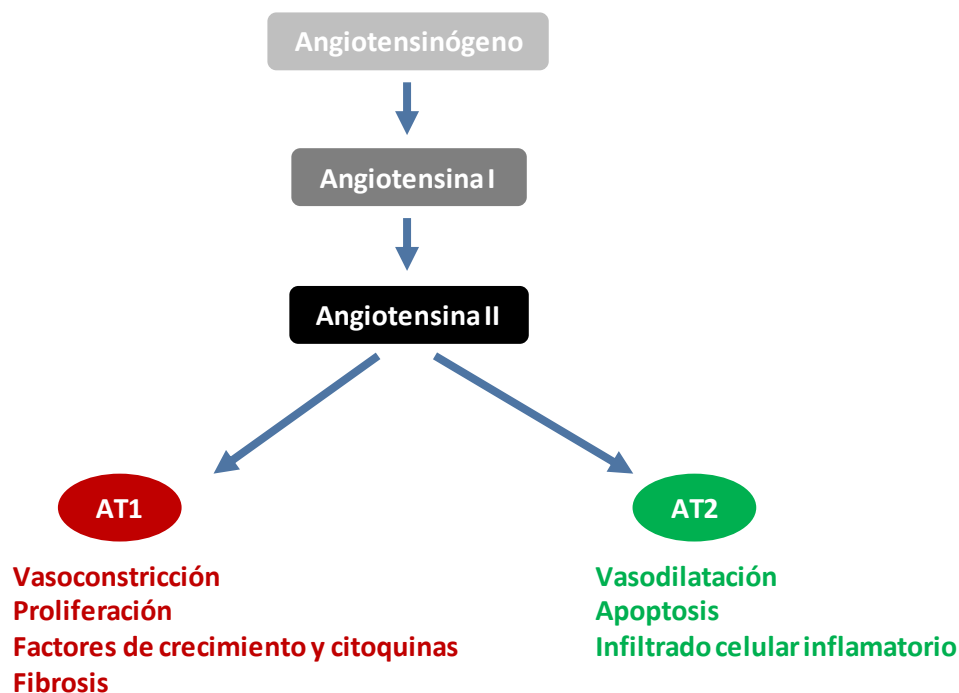 Angiotensinógeno
Angiotensina I
Angiotensina II
AT1
AT2
Vasoconstricción
Proliferación
Factores de crecimiento y citoquinas
Fibrosis
Vasodilatación
Apoptosis
Infiltrado celular inflamatorio